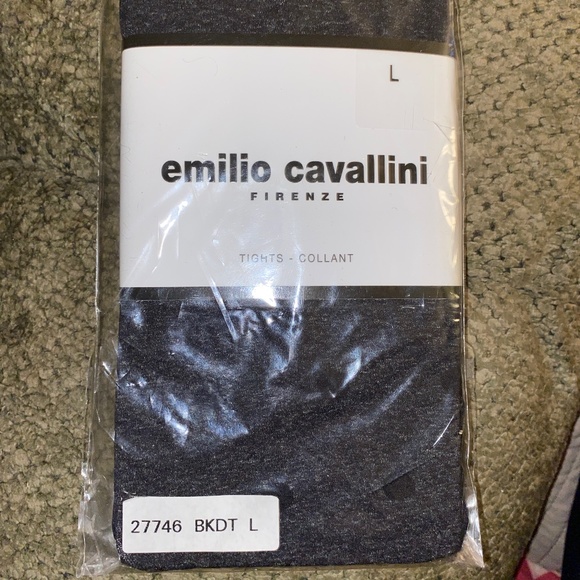 L
emilio cavallini
FIRENZE
TIGHTS - COLLANT
27746 BKDT L